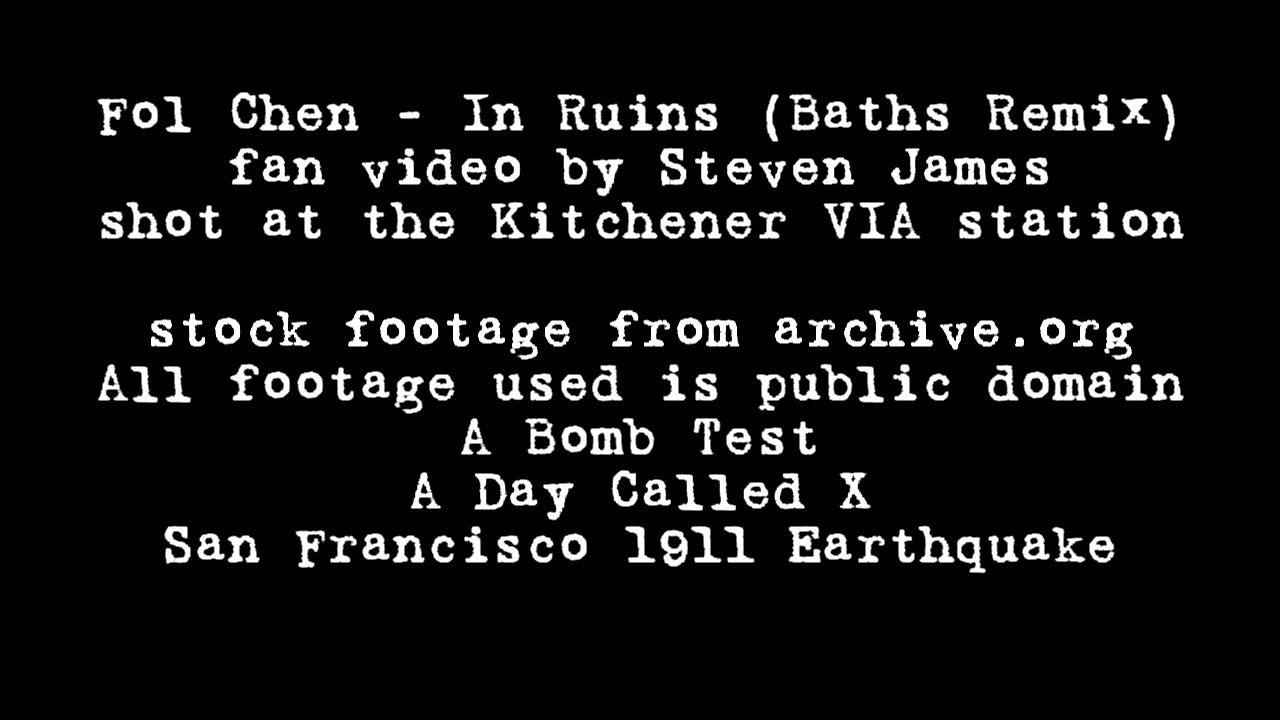 Fol Chen - In Ruins (Baths Remix)
fan video by Steven James
shot at the Kitchener VIA station
stock footage from archive.org
All footage used is public domain
A Bomb Test
A Day Called X
San Francisco 1911 Earthquake